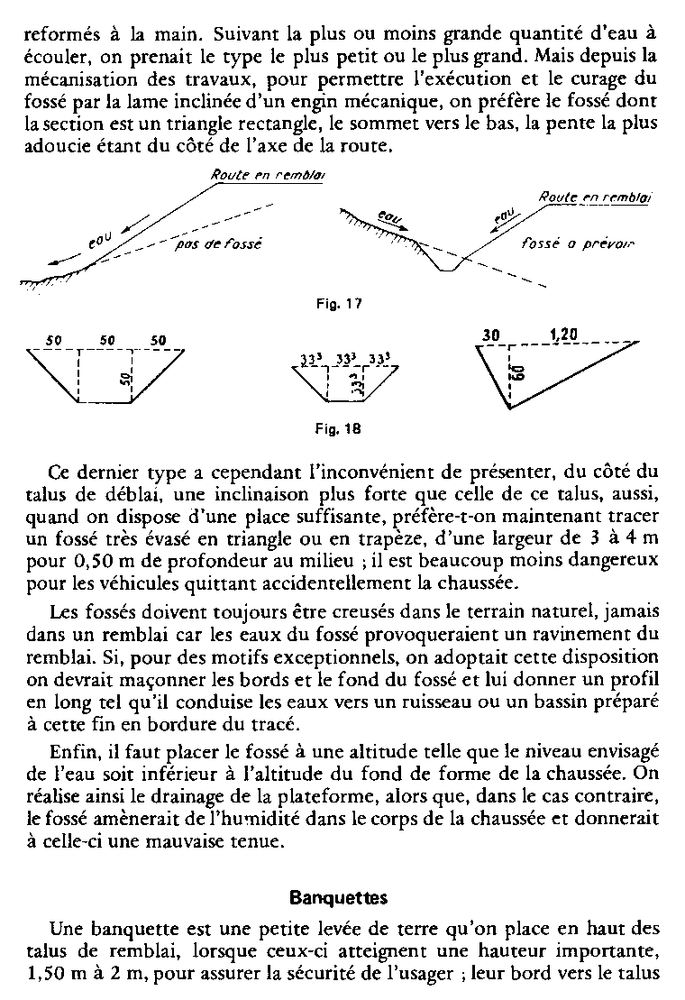 reformés à la main. Suivant la plus ou moins grande quantité d'eau à
écouler, on prenait le type le plus petit ou le plus grand. Mais depuis la
mécanisation des travaux, pour permettre l'exécution et le curage du
fossé par la lame inclinée d'un engin mécanique, on préfère le fossé dont
la section est un triangle rectangle, le sommet vers le bas, la pente la plus
adoucie étant du côté de l'axe de la route.
Route en remblai
eau
pas de fossé
Route en remblai
eau
eau
fossé a prévoir
Fig. 17
50 50 50
50
33³ 33³ 33³
33³
30 1,20
60
Fig. 18
Ce dernier type a cependant l'inconvénient de présenter, du côté du
talus de déblai, une inclinaison plus forte que celle de ce talus, aussi,
quand on dispose d'une place suffisante, préfère-t-on maintenant tracer
un fossé très évasé en triangle ou en trapèze, d'une largeur de 3 à 4 m
pour 0,50 m de profondeur au milieu ; il est beaucoup moins dangereux
pour les véhicules quittant accidentellement la chaussée.
Les fossés doivent toujours être creusés dans le terrain naturel, jamais
dans un remblai car les eaux du fossé provoqueraient un ravinement du
remblai. Si, pour des motifs exceptionnels, on adoptait cette disposition
on devrait maçonner les bords et le fond du fossé et lui donner un profil
en long tel qu'il conduise les eaux vers un ruisseau ou un bassin préparé
à cette fin en bordure du tracé.
Enfin, il faut placer le fossé à une altitude telle que le niveau envisagé
de l'eau soit inférieur à l'altitude du fond de forme de la chaussée. On
réalise ainsi le drainage de la plateforme, alors que, dans le cas contraire,
le fossé amènerait de l'humidité dans le corps de la chaussée et donnerait
à celle-ci une mauvaise tenue.
Banquettes
Une banquette est une petite levée de terre qu'on place en haut des
talus de remblai, lorsque ceux-ci atteignent une hauteur importante,
1,50 m à 2 m, pour assurer la sécurité de l'usager ; leur bord vers le talus